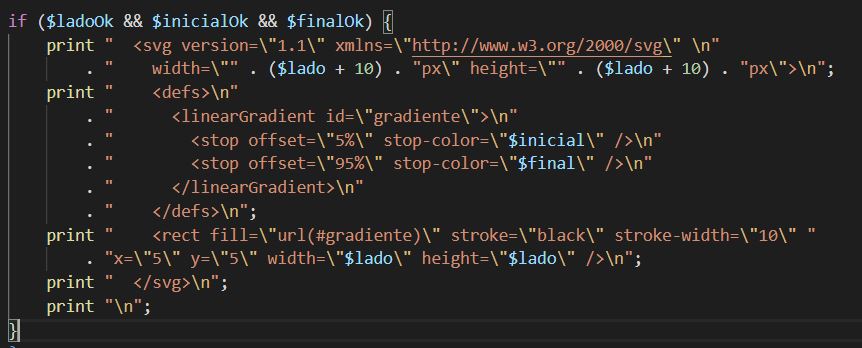 if ($ladoOk && $inicialOk && $finalOk) {
    print "  <svg version=\"1.1\" xmlns=\"http://www.w3.org/2000/svg\" \n"
        . "    width=\"" . ($lado + 10) . "px\" height=\"" . ($lado + 10) . "px\">\n";
    print "    <defs>\n"
        . "      <linearGradient id=\"gradiente\">\n"
        . "        <stop offset=\"5%\" stop-color=\"$inicial\" />\n"
        . "        <stop offset=\"95%\" stop-color=\"$final\" />\n"
        . "      </linearGradient>\n"
        . "    </defs>\n";
    print "    <rect fill=\"url(#gradiente)\" stroke=\"black\" stroke-width=\"10\" "
        . "x=\"5\" y=\"5\" width=\"$lado\" height=\"$lado\" />\n";
    print "  </svg>\n";
    print "\n";
}